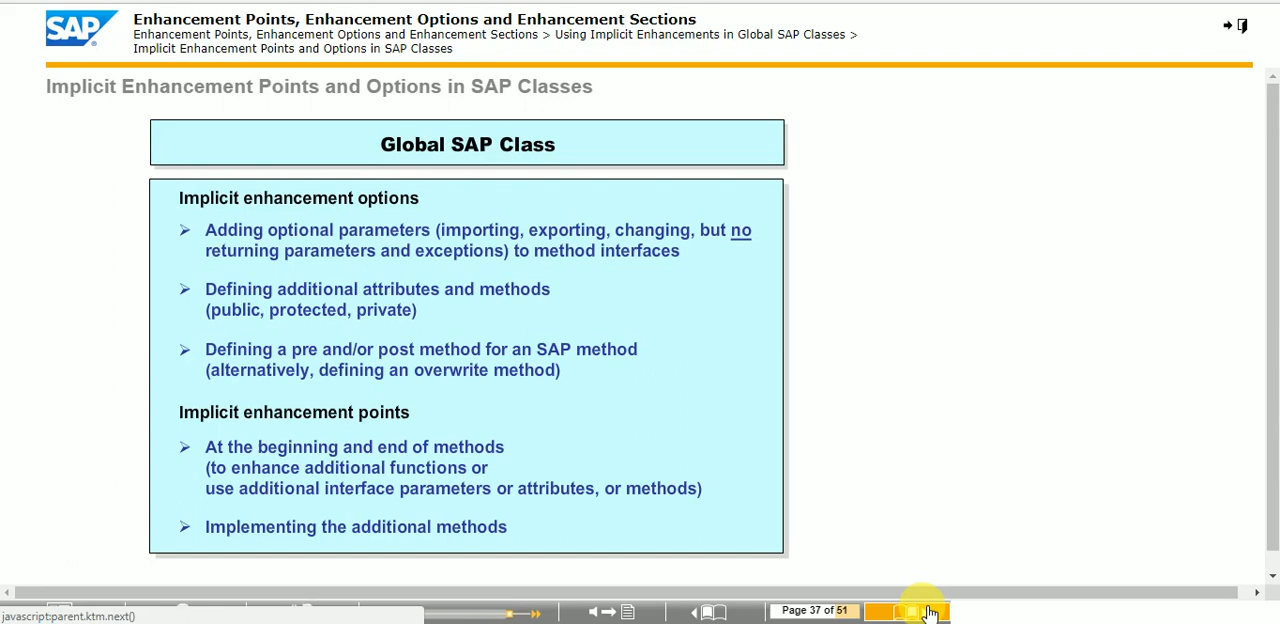 SAP
Enhancement Points, Enhancement Options and Enhancement Sections
Enhancement Points, Enhancement Options and Enhancement Sections > Using Implicit Enhancements in Global SAP Classes >
Implicit Enhancement Points and Options in SAP Classes
Implicit Enhancement Points and Options in SAP Classes
Global SAP Class
Implicit enhancement options
Adding optional parameters (importing, exporting, changing, but no
returning parameters and exceptions) to method interfaces
Defining additional attributes and methods
(public, protected, private)
Defining a pre and/or post method for an SAP method
(alternatively, defining an overwrite method)
Implicit enhancement points
At the beginning and end of methods
(to enhance additional functions or
use additional interface parameters or attributes, or methods)
Implementing the additional methods
Page 37 of 51
javascript:parent.ktm.next()